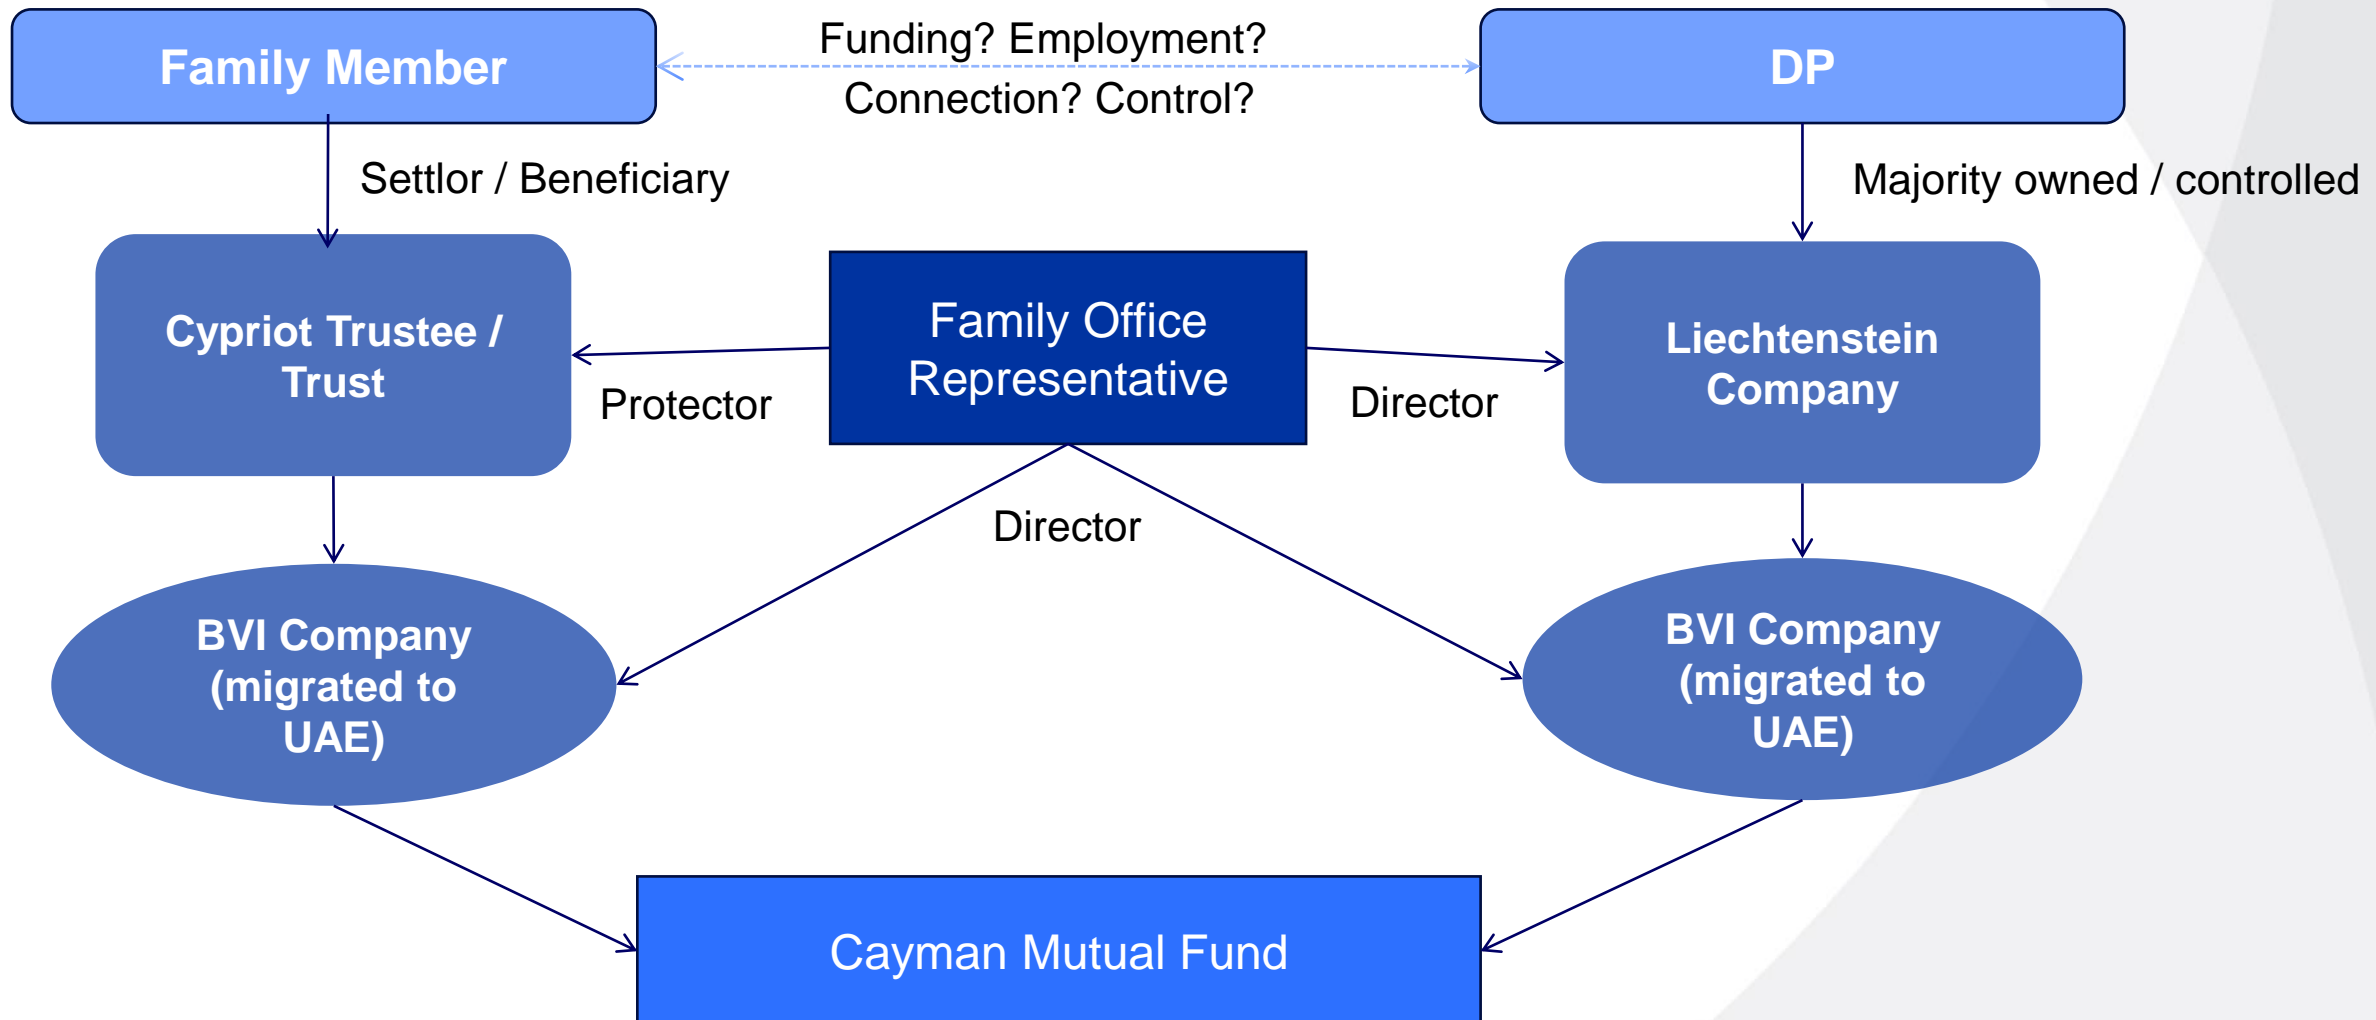 Family Member
Funding? Employment?
Connection? Control?
DP
Settlor / Beneficiary
Majority owned / controlled
Cypriot Trustee /
Trust
Family Office
Representative
Liechtenstein
Company
Protector
Director
Director
BVI Company
(migrated to
UAE)
BVI Company
(migrated to
UAE)
Cayman Mutual Fund